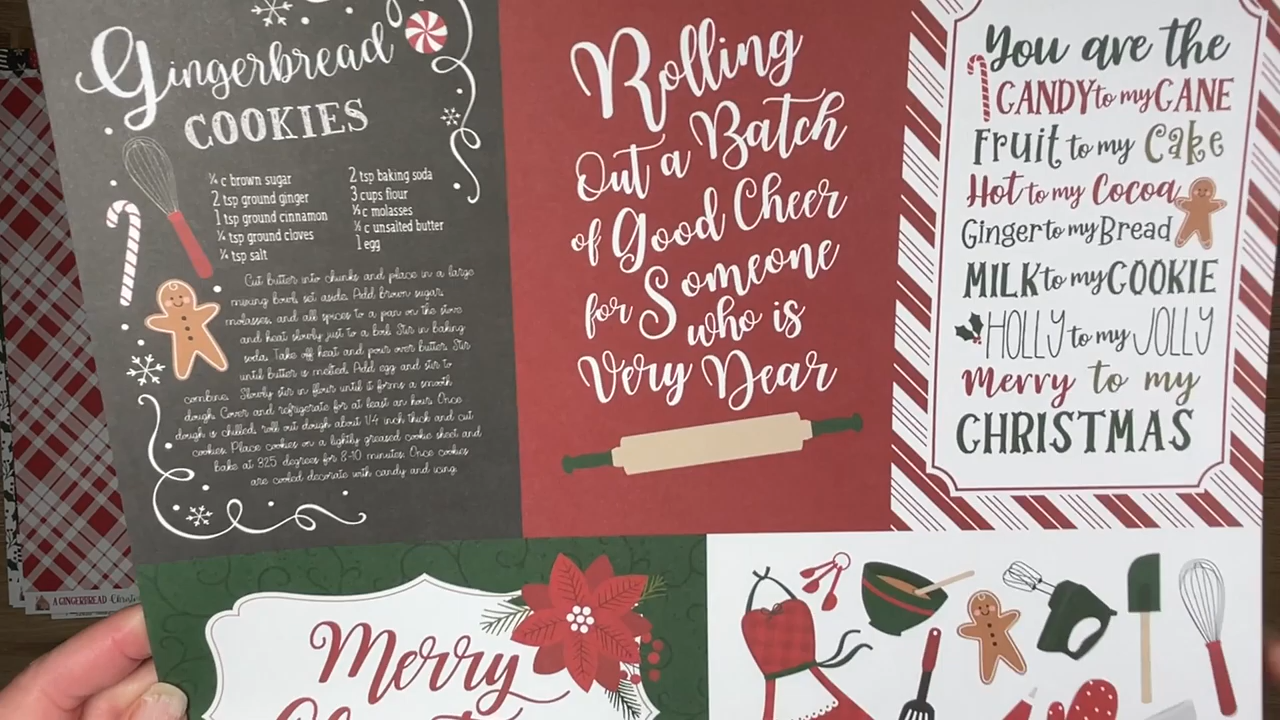 Gingerbread
COOKIES
¾ c brown sugar
2 tsp ground ginger
1 tsp ground cinnamon
¼ tsp ground cloves
¼ tsp salt
2 tsp baking soda
3 cups flour
c molasses
c unsalted butter
1 egg
Cut butter into chunks and place in a large
mixing bowl, set aside. Add brown sugar,
molasses, and all spices to a pan on the stove
and heat slowly just to a boil. Stir in baking
soda. Take off heat and pour over butter. Stir
until butter is melted. Add egg and stir to
combine. Slowly stir in flour until it forms a smooth
dough. Cover and refrigerate for at least an hour. Once
dough is chilled, roll out dough about 1/4 inch thick and cut
cookies. Place cookies on a lightly greased cookie sheet and
bake at 325 degrees for 8-10 minutes. Once cookies
are cooled decorate with candy and icing.
Rolling
Out a Batch
of Good Cheer
for Someone
who is
Very Dear
You are the
CANDY to my CANE
Fruit to my Cake
Hot to my Cocoa
Ginger to my Bread
MILK to my COOKIE
HOLLY to my JOLLY
Merry to my
CHRISTMAS
Merry
A GINGERBREAD Christmas